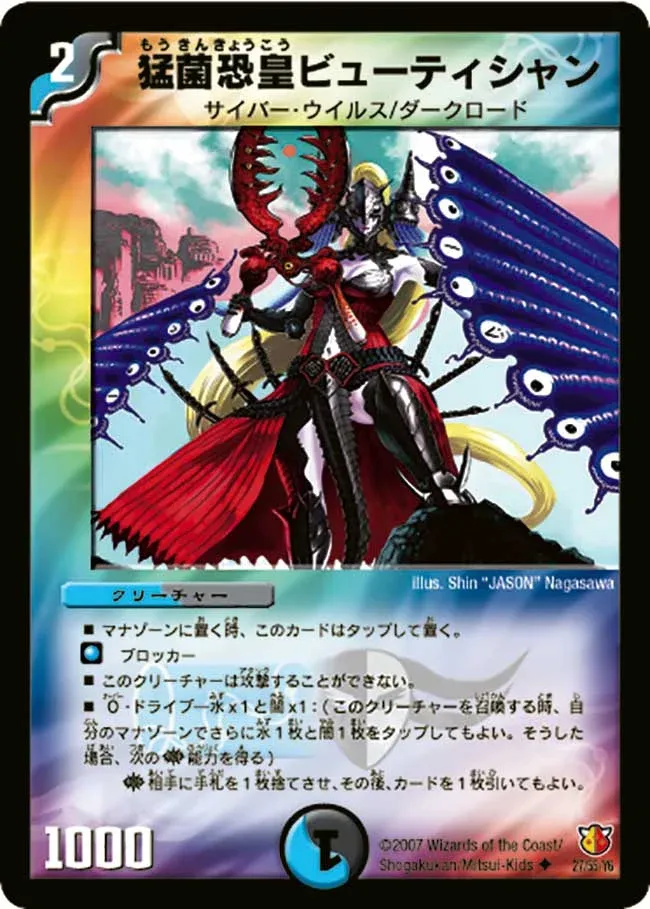 2
もうきんきょうこう
猛菌恐皇ビューティシャン
サイバー・ウイルス/ダークロード
illus. Shin "JASON" Nagasawa
クリーチャー
■ マナゾーンに置く時、このカードはタップして置く。
ブロッカー
■ このクリーチャーは攻撃することができない。
■ O・ドライブー水x1と闇x1：（このクリーチャーを召喚する時、自
分のマナゾーンでさらに水1枚と闇1枚をタップしてもよい。そうした
場合、次の 能力を得る）
相手に手札を1枚捨てさせ、その後、カードを1枚引いてもよい。
1000
1
©2007 Wizards of the Coast/
Shogakukan/Mitsui-Kids
27/55 Y6